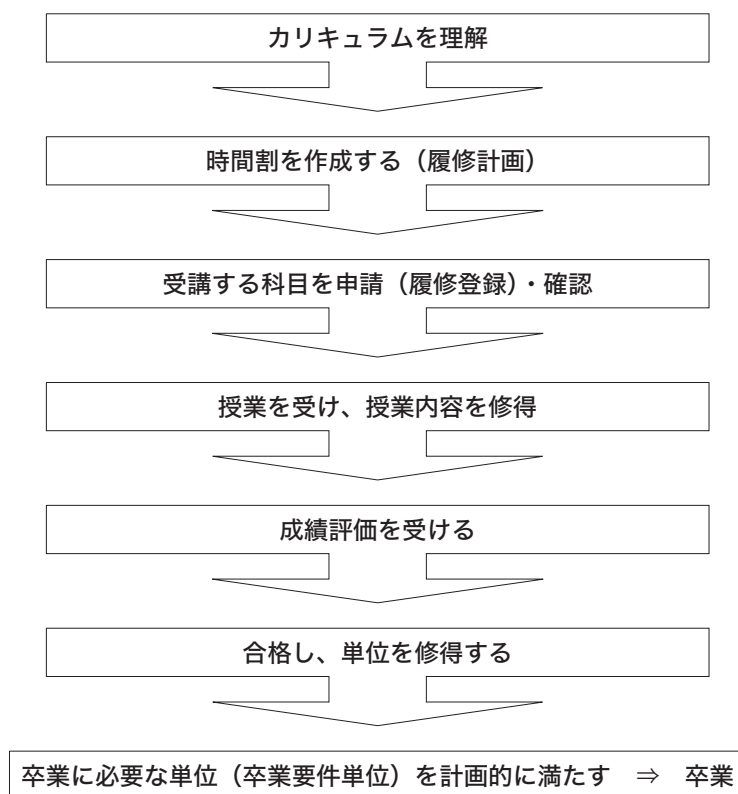 カリキュラムを理解
時間割を作成する（履修計画）
受講する科目を申請（履修登録）・確認
授業を受け、授業内容を修得
成績評価を受ける
合格し、単位を修得する
卒業に必要な単位（卒業要件単位）を計画的に満たす　⇒　卒業